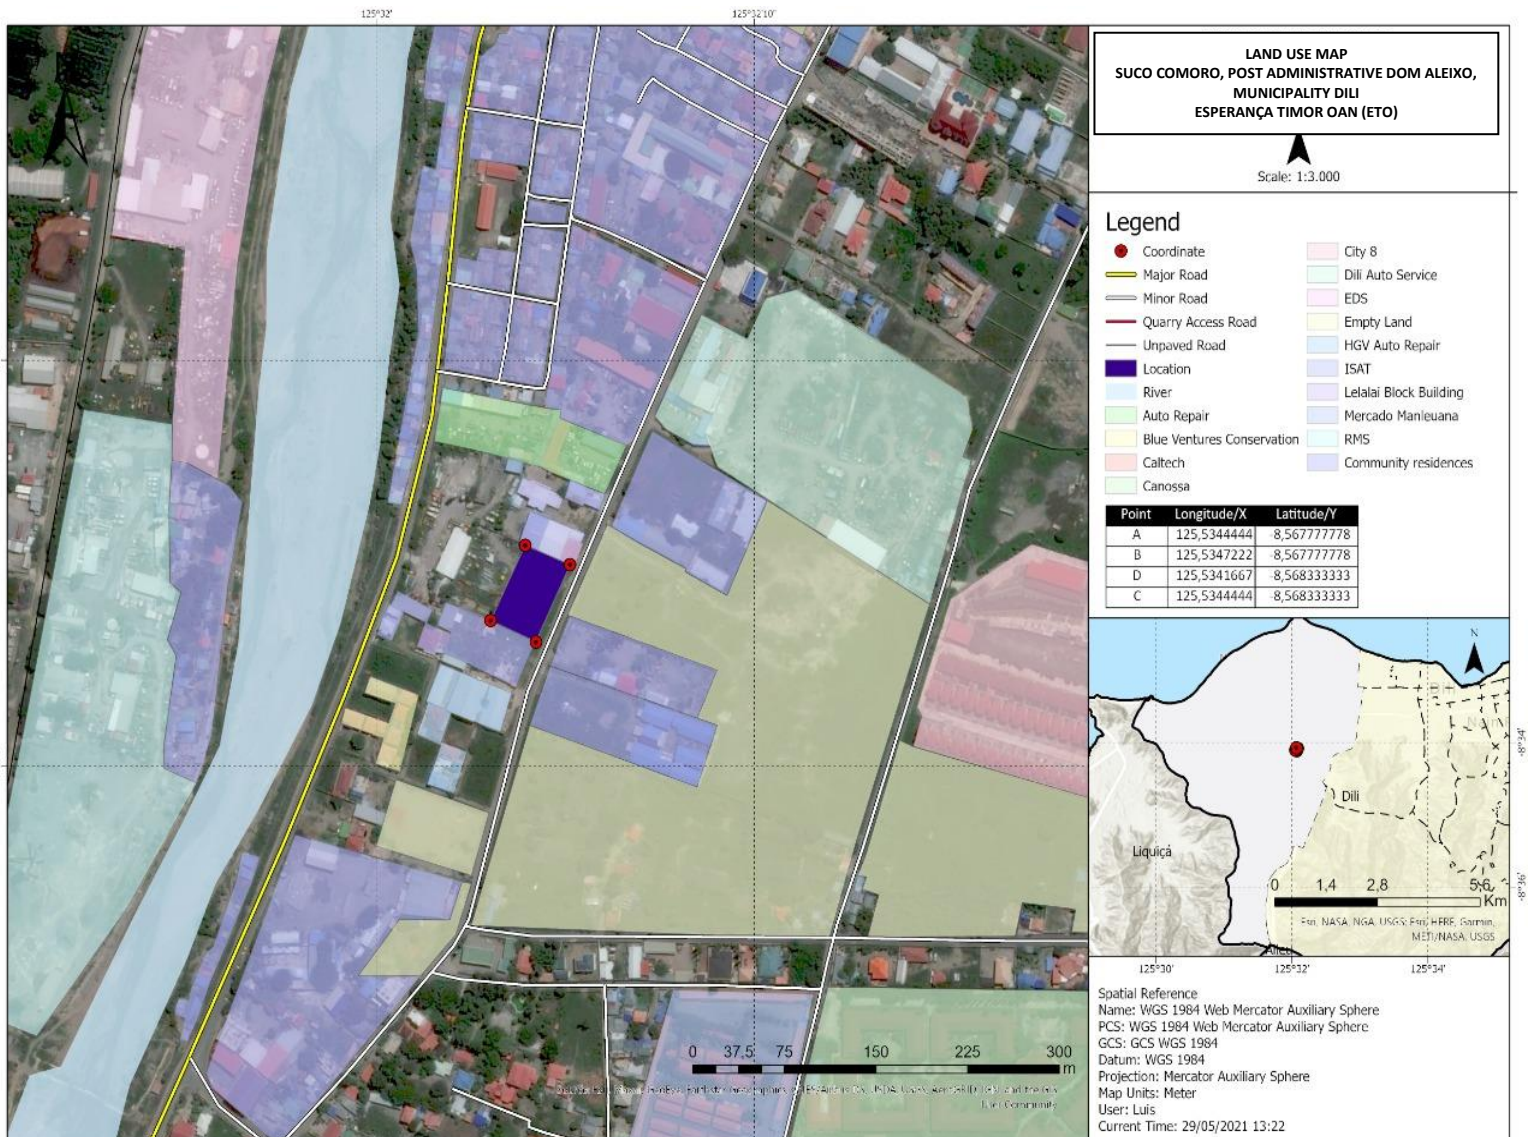 125°32'
125°32'10"
LAND USE MAP
SUCO COMORO, POST ADMINISTRATIVE DOM ALEIXO,
MUNICIPALITY DILI
ESPERANÇA TIMOR OAN (ETO)
Scale: 1:3.000
Legend
Coordinate
Major Road
Minor Road
Quarry Access Road
Unpaved Road
Location
River
Auto Repair
Blue Ventures Conservation
Caltech
Canossa
City 8
Dili Auto Service
EDS
Empty Land
HGV Auto Repair
ISAT
Lelalai Block Building
Mercado Manleuana
RMS
Community residences
Point Longitude/X Latitude/Y
A 125,5344444 -8,567777778
B 125,5347222 -8,567777778
D 125,5341667 -8,568333333
C 125,5344444 -8,568333333
N
Dili
Liquiçá
-8°34'
-8°36'
0 1,4 2,8 5,6
Km
Esri, NASA, NGA, USGS; Esri, HERE, Garmin,
METI/NASA, USGS
125°30' 125°32' 125°34'
0 37,5 75 150 225 300
m
User Community
Spatial Reference
Name: WGS 1984 Web Mercator Auxiliary Sphere
PCS: WGS 1984 Web Mercator Auxiliary Sphere
GCS: GCS WGS 1984
Datum: WGS 1984
Projection: Mercator Auxiliary Sphere
Map Units: Meter
User: Luis
Current Time: 29/05/2021 13:22